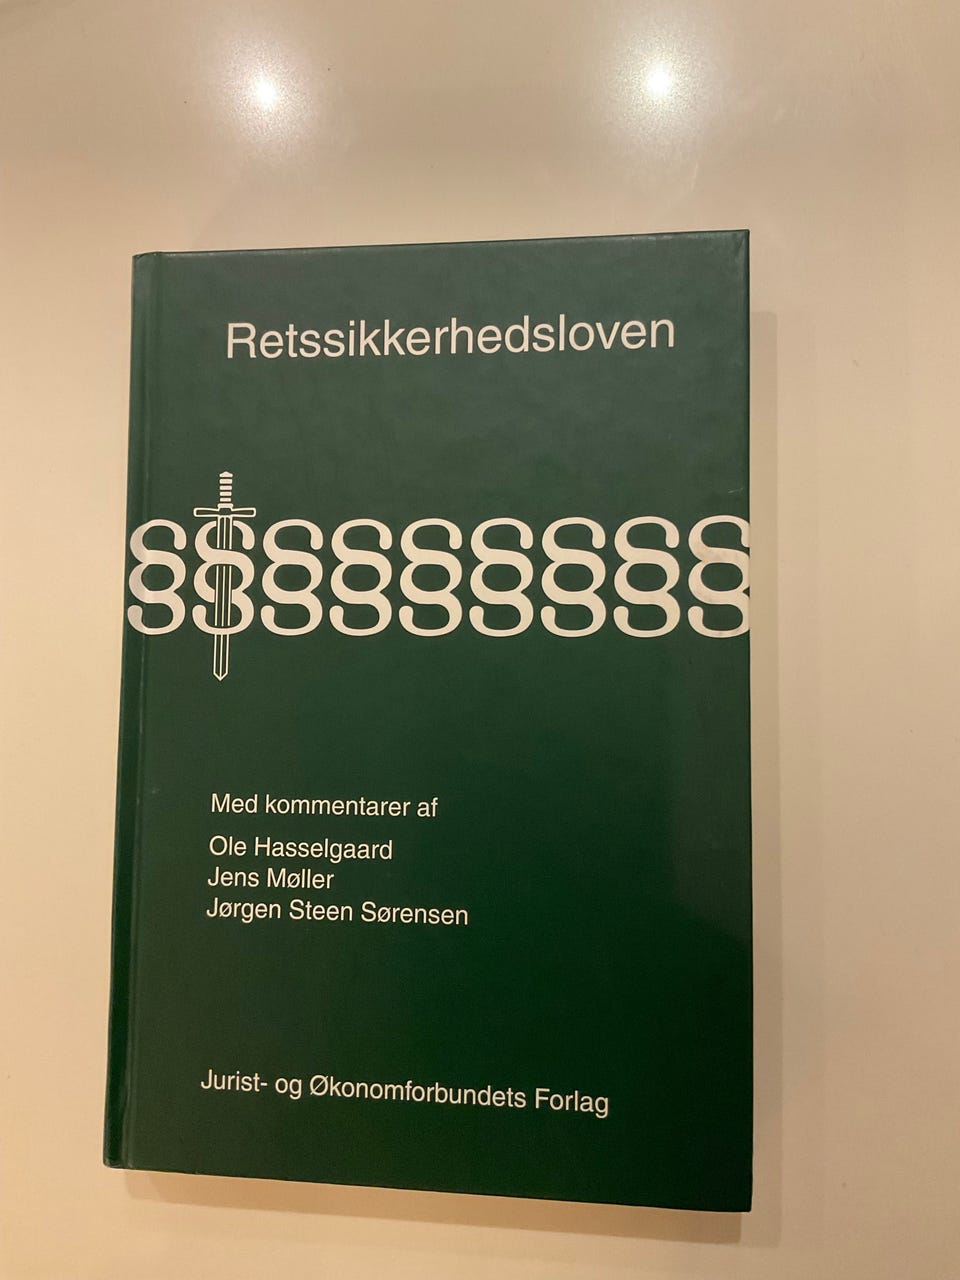 Retssikkerhedsloven
§§§§§§§§§
Med kommentarer af
Ole Hasselgaard
Jens Møller
Jørgen Steen Sørensen
Jurist- og Økonomforbundets Forlag